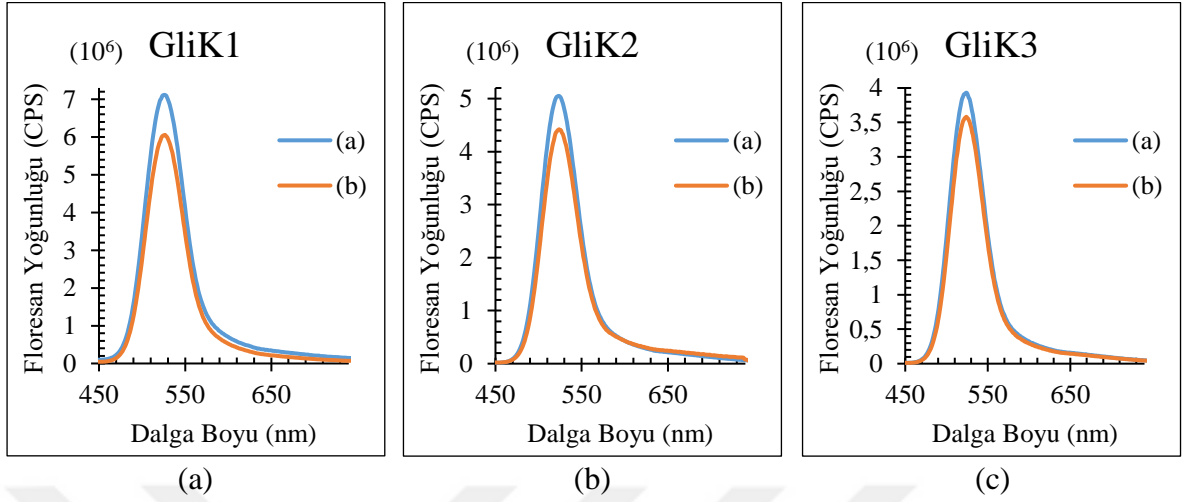 (10⁶) GliK1
Floresan Yoğunluğu (CPS)
7
6
5
4
3
2
1
0
450 550 650
Dalga Boyu (nm)
(a)
(b)
(a)
(10⁶) GliK2
Floresan Yoğunluğu (CPS)
5
4
3
2
1
0
450 550 650
Dalga Boyu (nm)
(a)
(b)
(b)
(10⁶) GliK3
Floresan Yoğunluğu (CPS)
4
3,5
3
2,5
2
1,5
1
0,5
0
450 550 650
Dalga Boyu (nm)
(a)
(b)
(c)